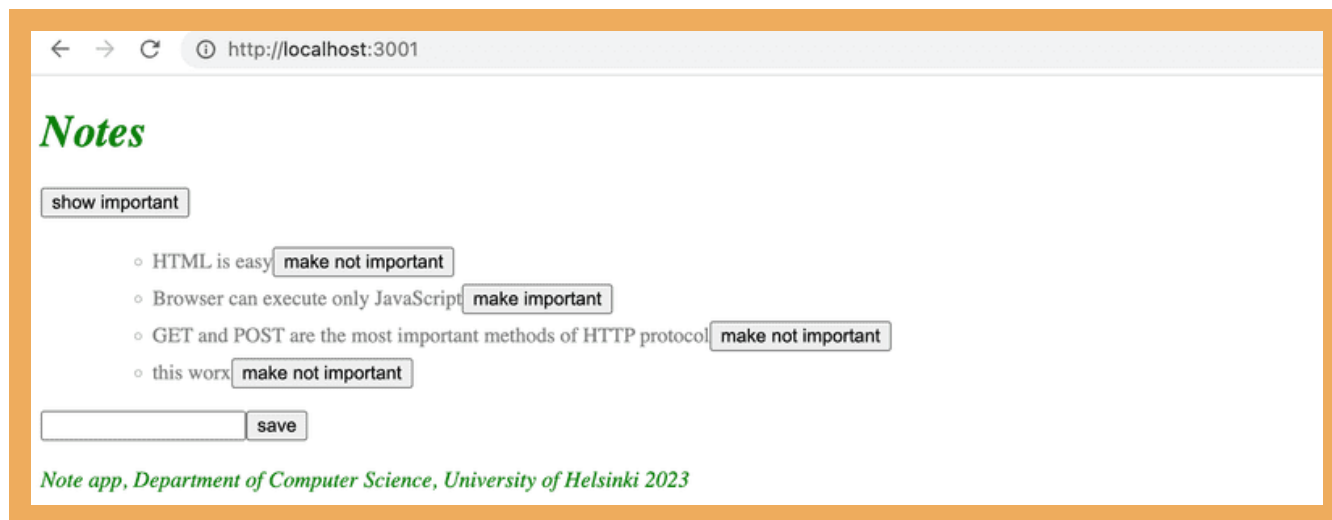 http://localhost:3001
Notes
show important
HTML is easy make not important
Browser can execute only JavaScript make important
GET and POST are the most important methods of HTTP protocol make not important
this worx make not important
save
Note app, Department of Computer Science, University of Helsinki 2023